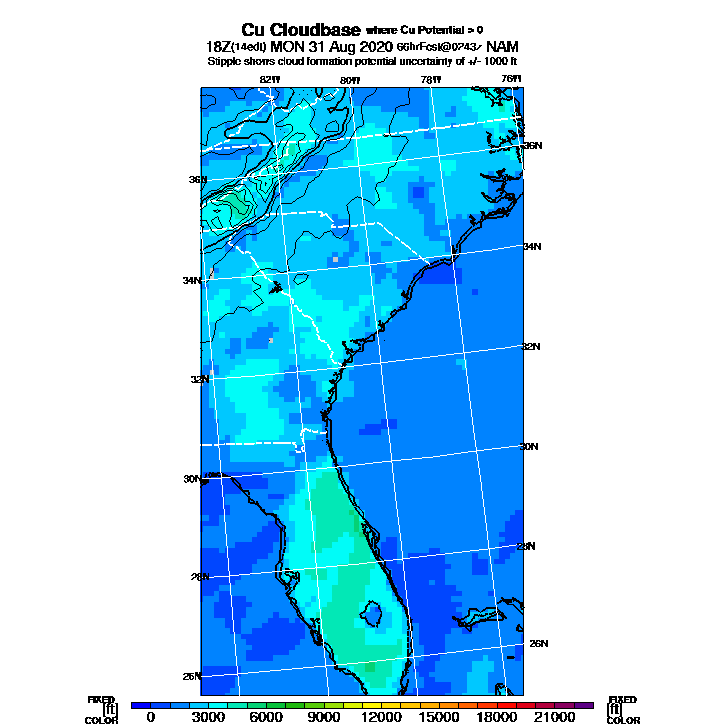 Cu Cloudbase where Cu Potential > 0
18Z(14edt) MON 31 Aug 2020 66hrFcst@0243z NAM
Stipple shows cloud formation potential uncertainty of +/- 1000 ft
82W 80W 78W 76W
36N
36N
34N
34N
32N
32N
30N
30N
28N
28N
26N
26N
FIXED FIXED
[ft] [ft]
COLOR COLOR
0 3000 6000 9000 12000 15000 18000 21000